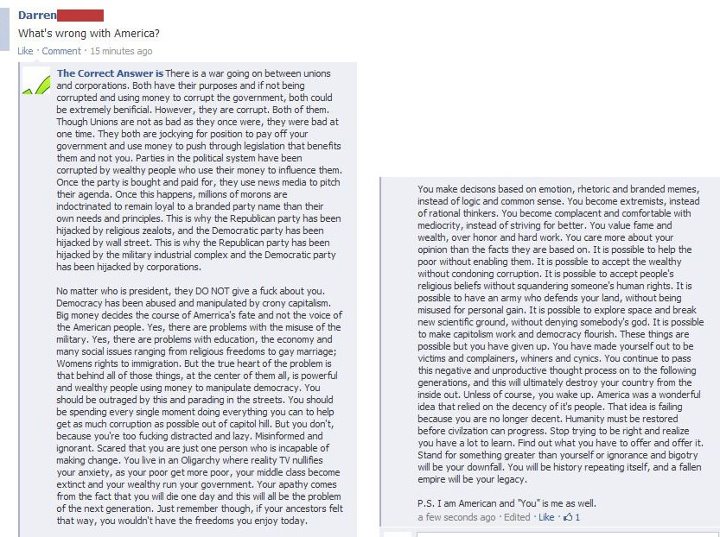 Darren
What's wrong with America?
Like · Comment · 15 minutes ago
The Correct Answer is There is a war going on between unions
and corporations. Both have their purposes and if not being
corrupted and using money to corrupt the government, both could
be extremely benificial. However, they are corrupt. Both of them.
Though Unions are not as bad as they once were, they were bad at
one time. They both are jockying for position to pay off your
government and use money to push through legislation that benefits
them and not you. Parties in the political system have been
corrupted by wealthy people who use their money to influence them.
Once the party is bought and paid for, they use news media to pitch
their agenda. Once this happens, millions of morons are
indoctrinated to remain loyal to a branded party name than their
own needs and principles. This is why the Republican party has been
hijacked by religious zealots, and the Democratic party has been
hijacked by wall street. This is why the Republican party has been
hijacked by the military industrial complex and the Democratic party
has been hijacked by corporations.
No matter who is president, they DO NOT give a fuck about you.
Democracy has been abused and manipulated by crony capitalism.
Big money decides the course of America's fate and not the voice of
the American people. Yes, there are problems with the misuse of the
military. Yes, there are problems with education, the economy and
many social issues ranging from religious freedoms to gay marriage;
Womens rights to immigration. But the true heart of the problem is
that behind all of those things, at the center of them all, is powerful
and wealthy people using money to manipulate democracy. You
should be outraged by this and parading in the streets. You should
be spending every single moment doing everything you can to help
get as much corruption as possible out of capitol hill. But you don't,
because you're too fucking distracted and lazy. Misinformed and
ignorant. Scared that you are just one person who is incapable of
making change. You live in an Oligarchy where reality TV nullifies
your anxiety, as your poor get more poor, your middle class become
extinct and your wealthy run your government. Your apathy comes
from the fact that you will die one day and this will all be the problem
of the next generation. Just remember though, if your ancestors felt
that way, you wouldn't have the freedoms you enjoy today.
You make decisons based on emotion, rhetoric and branded memes,
instead of logic and common sense. You become extremists, instead
of rational thinkers. You become complacent and comfortable with
mediocrity, instead of striving for better. You value fame and
wealth, over honor and hard work. You care more about your
opinion than the facts they are based on. It is possible to help the
poor without enabling them. It is possible to accept the wealthy
without condoning corruption. It is possible to accept people's
religious beliefs without squandering someone's human rights. It is
possible to have an army who defends your land, without being
misused for personal gain. It is possible to explore space and break
new scientific ground, without denying somebody's god. It is possible
to make capitolism work and democracy flourish. These things are
possible but you have given up. You have made yourself out to be
victims and complainers, whiners and cynics. You continue to pass
this negative and unproductive thought process on to the following
generations, and this will ultimately destroy your country from the
inside out. Unless of course, you wake up. America was a wonderful
idea that relied on the decency of it's people. That idea is failing
because you are no longer decent. Humanity must be restored
before civilzation can progress. Stop trying to be right and realize
you have a lot to learn. Find out what you have to offer and offer it.
Stand for something greater than yourself or ignorance and bigotry
will be your downfall. You will be history repeating itself, and a fallen
empire will be your legacy.
P.S. I am American and "You" is me as well.
a few seconds ago · Edited · Like · 1